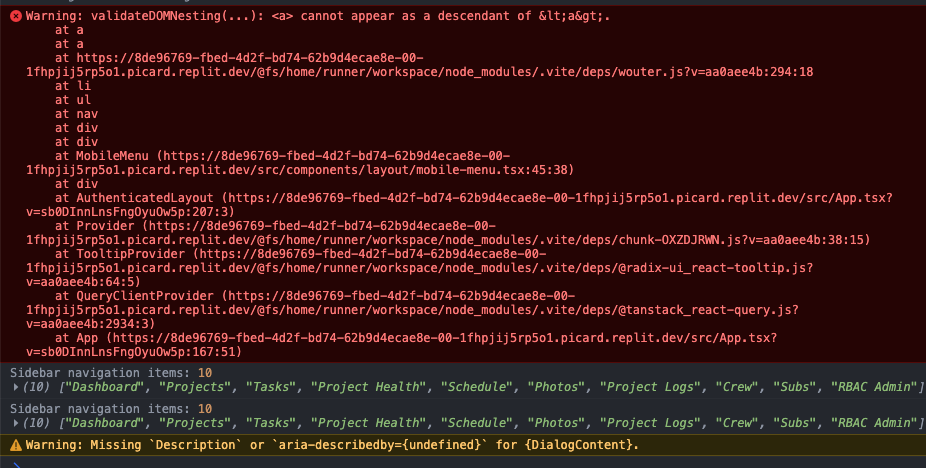 Warning: validateDOMNesting(...): <a> cannot appear as a descendant of &lt;a&gt;.
at a
at a
at https://8de96769-fbed-4d2f-bd74-62b9d4ecae8e-00-
1fhpjij5rp5o1.picard.replit.dev/@fs/home/runner/workspace/node_modules/.vite/deps/wouter.js?v=aa0aee4b:294:18
at li
at ul
at nav
at div
at div
at MobileMenu (https://8de96769-fbed-4d2f-bd74-62b9d4ecae8e-00-
1fhpjij5rp5o1.picard.replit.dev/src/components/layout/mobile-menu.tsx:45:38)
at div
at AuthenticatedLayout (https://8de96769-fbed-4d2f-bd74-62b9d4ecae8e-00-1fhpjij5rp5o1.picard.replit.dev/src/App.tsx?
v=sb0DInnLnsFngOyuOw5p:207:3)
at Provider (https://8de96769-fbed-4d2f-bd74-62b9d4ecae8e-00-
1fhpjij5rp5o1.picard.replit.dev/@fs/home/runner/workspace/node_modules/.vite/deps/chunk-OXZDJRWN.js?v=aa0aee4b:38:15)
at TooltipProvider (https://8de96769-fbed-4d2f-bd74-62b9d4ecae8e-00-
1fhpjij5rp5o1.picard.replit.dev/@fs/home/runner/workspace/node_modules/.vite/deps/@radix-ui_react-tooltip.js?
v=aa0aee4b:64:5)
at QueryClientProvider (https://8de96769-fbed-4d2f-bd74-62b9d4ecae8e-00-
1fhpjij5rp5o1.picard.replit.dev/@fs/home/runner/workspace/node_modules/.vite/deps/@tanstack_react-query.js?
v=aa0aee4b:2934:3)
at App (https://8de96769-fbed-4d2f-bd74-62b9d4ecae8e-00-1fhpjij5rp5o1.picard.replit.dev/src/App.tsx?
v=sb0DInnLnsFngOyuOw5p:167:51)
Sidebar navigation items: 10
(10) ["Dashboard", "Projects", "Tasks", "Project Health", "Schedule", "Photos", "Project Logs", "Crew", "Subs", "RBAC Admin"]
Sidebar navigation items: 10
(10) ["Dashboard", "Projects", "Tasks", "Project Health", "Schedule", "Photos", "Project Logs", "Crew", "Subs", "RBAC Admin"]
Warning: Missing `Description` or `aria-describedby={undefined}` for {DialogContent}.